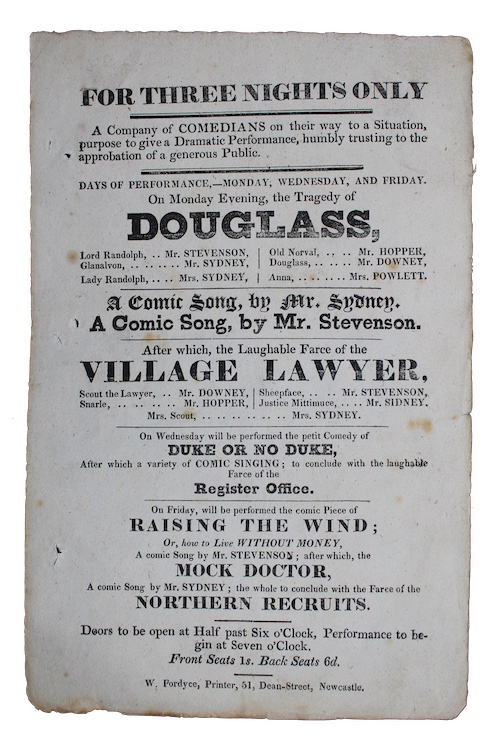 FOR THREE NIGHTS ONLY
A Company of COMEDIANS on their way to a Situation,
purpose to give a Dramatic Performance, humbly trusting to the
approbation of a generous Public.
DAYS OF PERFORMANCE,—MONDAY, WEDNESDAY, AND FRIDAY.
On Monday Evening, the Tragedy of
DOUGLASS,
Lord Randolph, .. Mr. STEVENSON, | Old Norval, .. .. Mr. HOPPER,
Glanalvon, .. .. .. .. Mr. SYDNEY, | Douglass, .. .. .. Mr. DOWNEY,
Lady Randolph, .. .. Mrs. SYDNEY, | Anna, .. .. .. .. Mrs. POWLETT.
A Comic Song, by Mr. Sydney.
A Comic Song, by Mr. Stevenson.
After which, the Laughable Farce of the
VILLAGE LAWYER,
Scout the Lawyer, .. Mr. DOWNEY, | Sheepface, .. .. Mr. STEVENSON,
Snarle, .. .. .. .. Mr. HOPPER, | Justice Mittimuce, .. .. Mr. SIDNEY.
Mrs. Scout, .. .. .. .. .. .. Mrs. SYDNEY.
On Wednesday will be performed the petit Comedy of
DUKE OR NO DUKE,
After which a variety of COMIC SINGING; to conclude with the laughable
Farce of the
Register Office.
On Friday, will be performed the comic Piece of
RAISING THE WIND;
Or, how to Live WITHOUT MONEY,
A comic Song by Mr. STEVENSON; after which, the
MOCK DOCTOR,
A comic Song by Mr. SYDNEY; the whole to conclude with the Farce of the
NORTHERN RECRUITS.
Doors to be open at Half past Six o'Clock, Performance to be-
gin at Seven o'Clock.
Front Seats 1s. Back Seats 6d.
W. Fordyce, Printer, 51, Dean-Street, Newcastle.